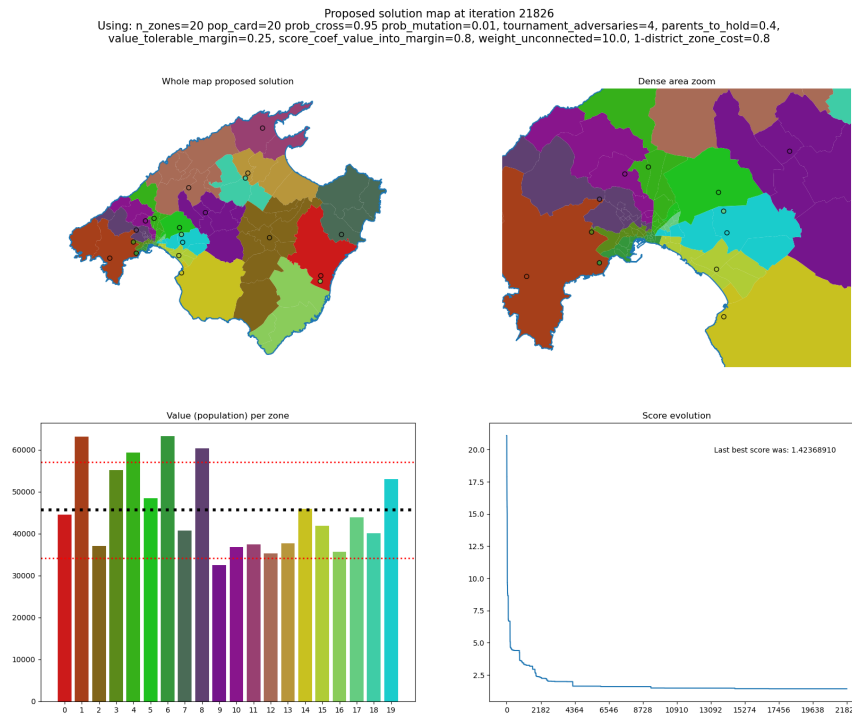 Proposed solution map at iteration 21826
Using: n_zones=20 pop_card=20 prob_cross=0.95 prob_mutation=0.01, tournament_adversaries=4, parents_to_hold=0.4,
value_tolerable_margin=0.25, score_coef_value_into_margin=0.8, weight_unconnected=10.0, 1-district_zone_cost=0.8
Whole map proposed solution
Dense area zoom
Value (population) per zone
60000
50000
40000
30000
20000
10000
0
0 1 2 3 4 5 6 7 8 9 10 11 12 13 14 15 16 17 18 19
Score evolution
Last best score was: 1.42368910
20.0
17.5
15.0
12.5
10.0
7.5
5.0
2.5
0 2182 4364 6546 8728 10910 13092 15274 17456 19638 2182